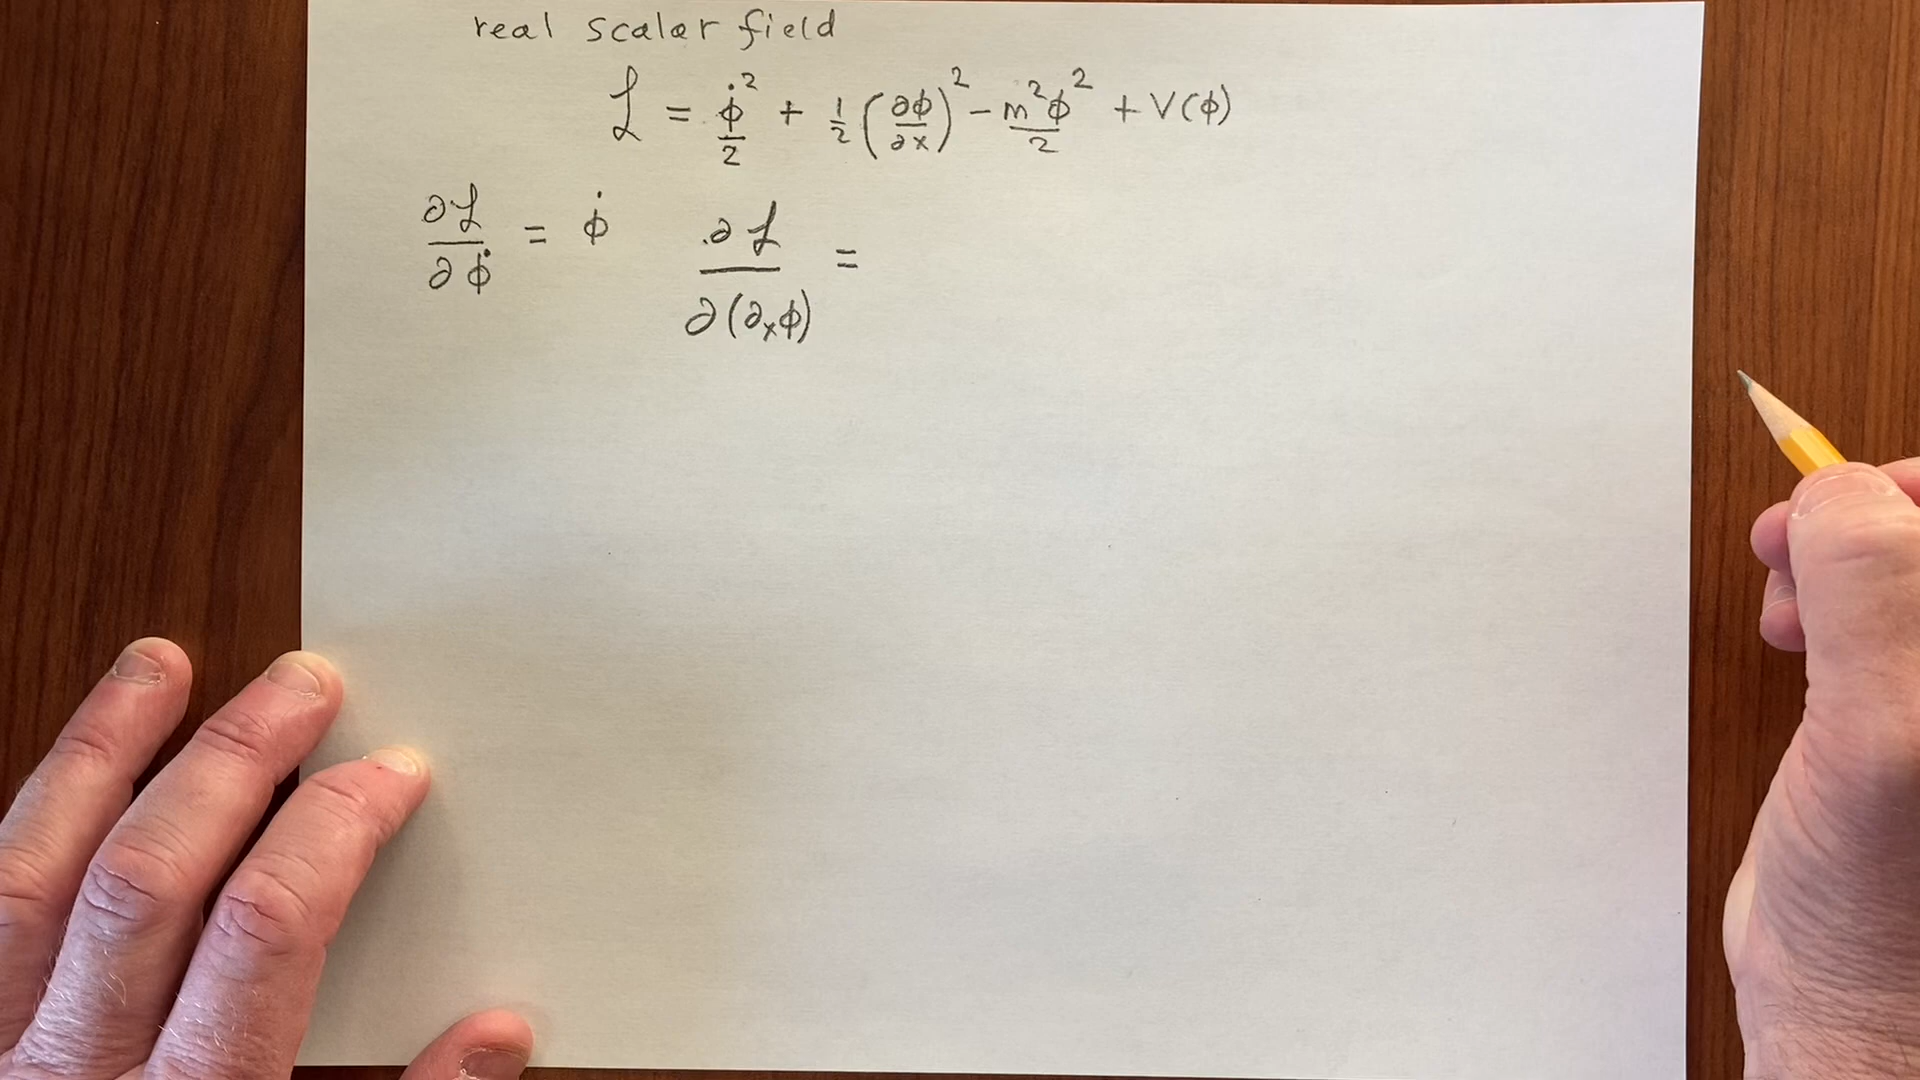 real scalar field
ℒ = φ̇²/2 + 1/2 (∂φ/∂x)² - m²φ²/2 + V(φ)
∂ℒ/∂φ̇ = φ̇   ∂ℒ/∂(∂ₓφ) =